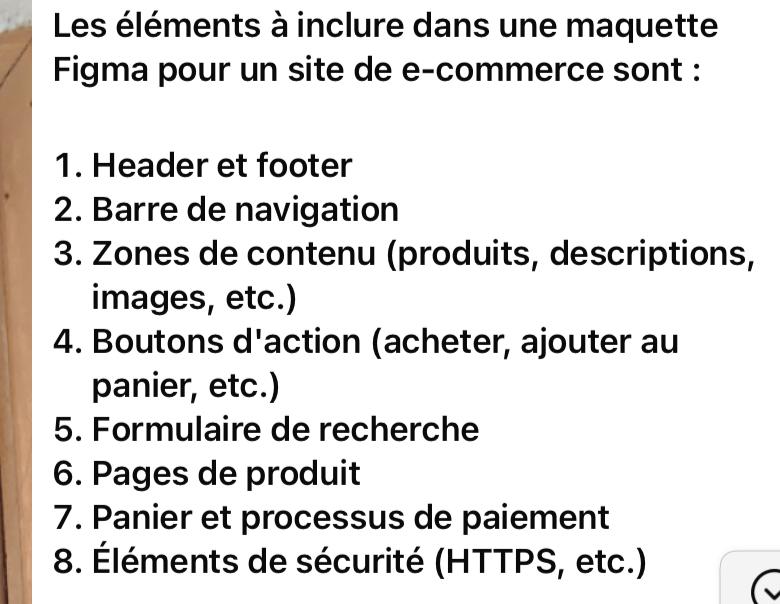 Les éléments à inclure dans une maquette
Figma pour un site de e-commerce sont :
1. Header et footer
2. Barre de navigation
3. Zones de contenu (produits, descriptions,
images, etc.)
4. Boutons d'action (acheter, ajouter au
panier, etc.)
5. Formulaire de recherche
6. Pages de produit
7. Panier et processus de paiement
8. Éléments de sécurité (HTTPS, etc.)